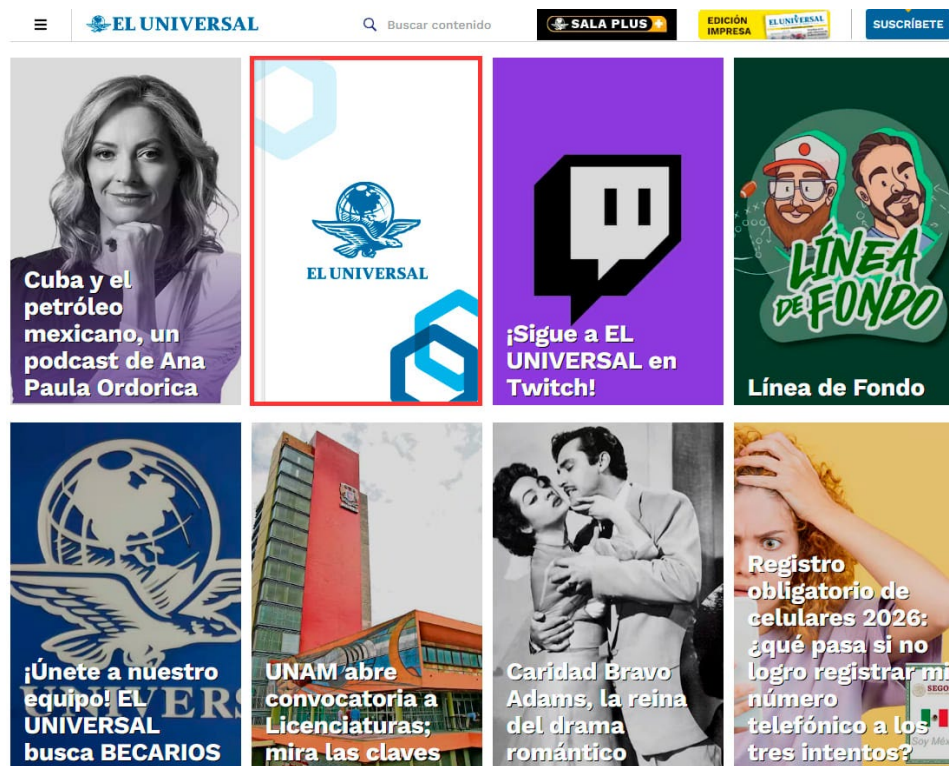 EL UNIVERSAL
Buscar contenido
SALA PLUS
EDICIÓN
IMPRESA
EL UNIVERSAL
SUSCRÍBETE
Cuba y el
petróleo
mexicano, un
podcast de Ana
Paula Ordorica
EL UNIVERSAL
¡Sigue a EL
UNIVERSAL en
Twitch!
LÍNEA
DE FONDO
Línea de Fondo
¡Únete a nuestro
equipo! EL
UNIVERSAL
busca BECARIOS
UNAM abre
convocatoria a
Licenciaturas;
mira las claves
Caridad Bravo
Adams, la reina
del drama
romántico
Registro
obligatorio de
celulares 2026:
¿qué pasa si no
logro registrar mi
número
telefónico a los
tres intentos?